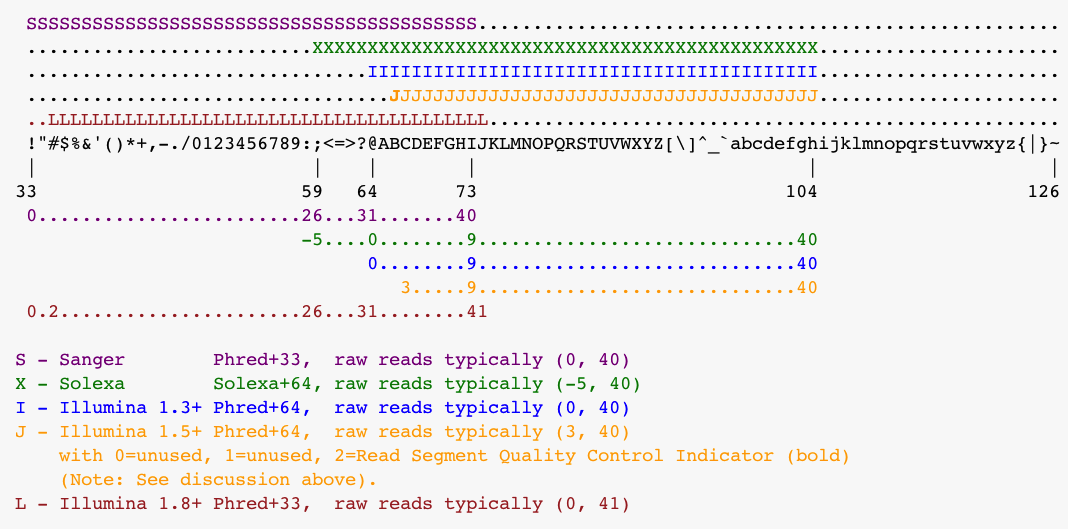 SSSSSSSSSSSSSSSSSSSSSSSSSSSSSSSSSSSSSSSSS.....................................................
..........................XXXXXXXXXXXXXXXXXXXXXXXXXXXXXXXXXXXXXXXXXXXXXX......................
...............................IIIIIIIIIIIIIIIIIIIIIIIIIIIIIIIIIIIIIIIII......................
.................................JJJJJJJJJJJJJJJJJJJJJJJJJJJJJJJJJJJJJJJ......................
..LLLLLLLLLLLLLLLLLLLLLLLLLLLLLLLLLLLLLLLL....................................................
!"#$%&'()*+,-./0123456789:;<=>?@ABCDEFGHIJKLMNOPQRSTUVWXYZ[\]^_`abcdefghijklmnopqrstuvwxyz{|}~
| | | | | |
33 59 64 73 104 126
0........................26...31.......40
-5....0........9.............................40
0........9.............................40
3.....9.............................40
0.2......................26...31........41
S - Sanger Phred+33, raw reads typically (0, 40)
X - Solexa Solexa+64, raw reads typically (-5, 40)
I - Illumina 1.3+ Phred+64, raw reads typically (0, 40)
J - Illumina 1.5+ Phred+64, raw reads typically (3, 40)
with 0=unused, 1=unused, 2=Read Segment Quality Control Indicator (bold)
(Note: See discussion above).
L - Illumina 1.8+ Phred+33, raw reads typically (0, 41)